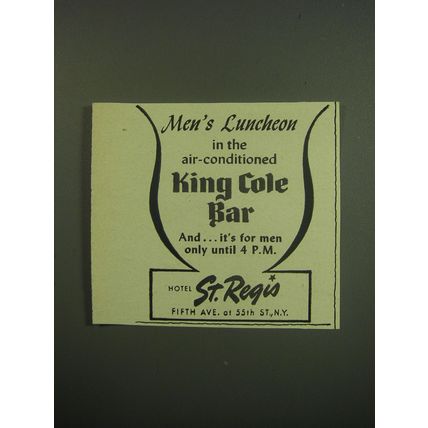 Men's Luncheon
in the
air-conditioned
King Cole
Bar
And...it's for men
only until 4 P.M.
HOTEL St. Regis
FIFTH AVE. at 55th ST., N.Y.